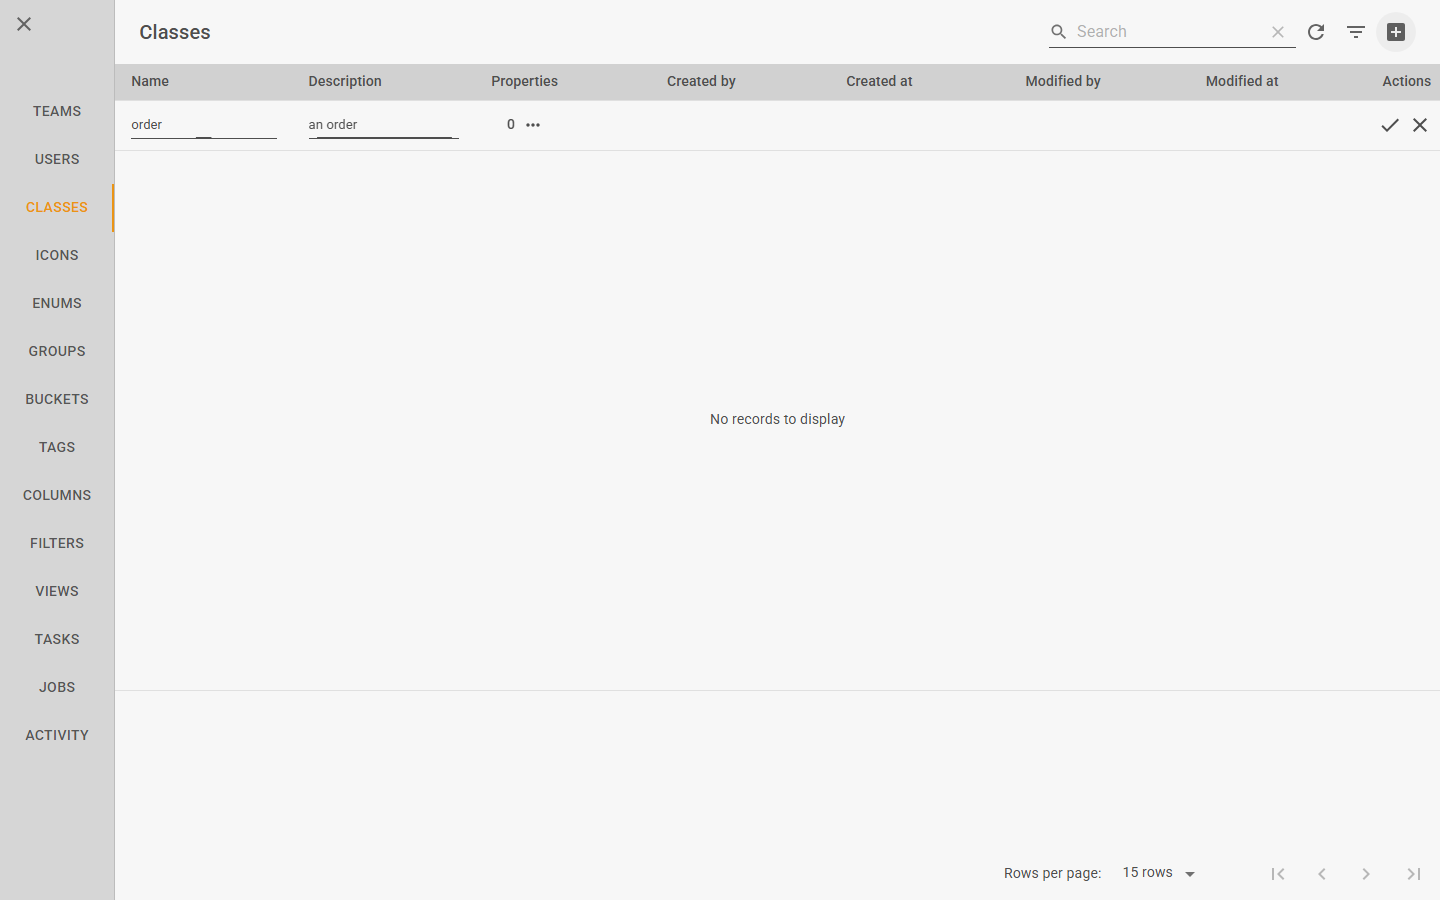 Classes
Search
Name Description Properties Created by Created at Modified by Modified at Actions
order an order 0
TEAMS
USERS
CLASSES
ICONS
ENUMS
GROUPS
BUCKETS
TAGS
COLUMNS
FILTERS
VIEWS
TASKS
JOBS
ACTIVITY
No records to display
Rows per page: 15 rows